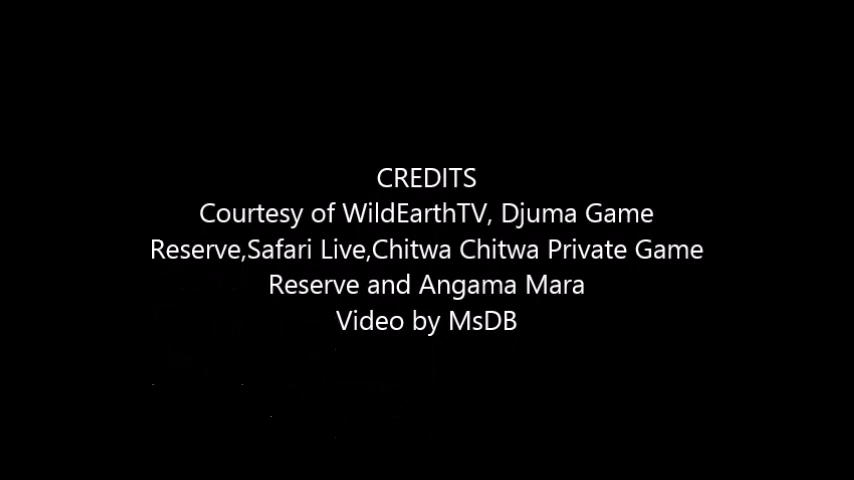 CREDITS
Courtesy of WildEarthTV, Djuma Game
Reserve,Safari Live,Chitwa Chitwa Private Game
Reserve and Angama Mara
Video by MsDB